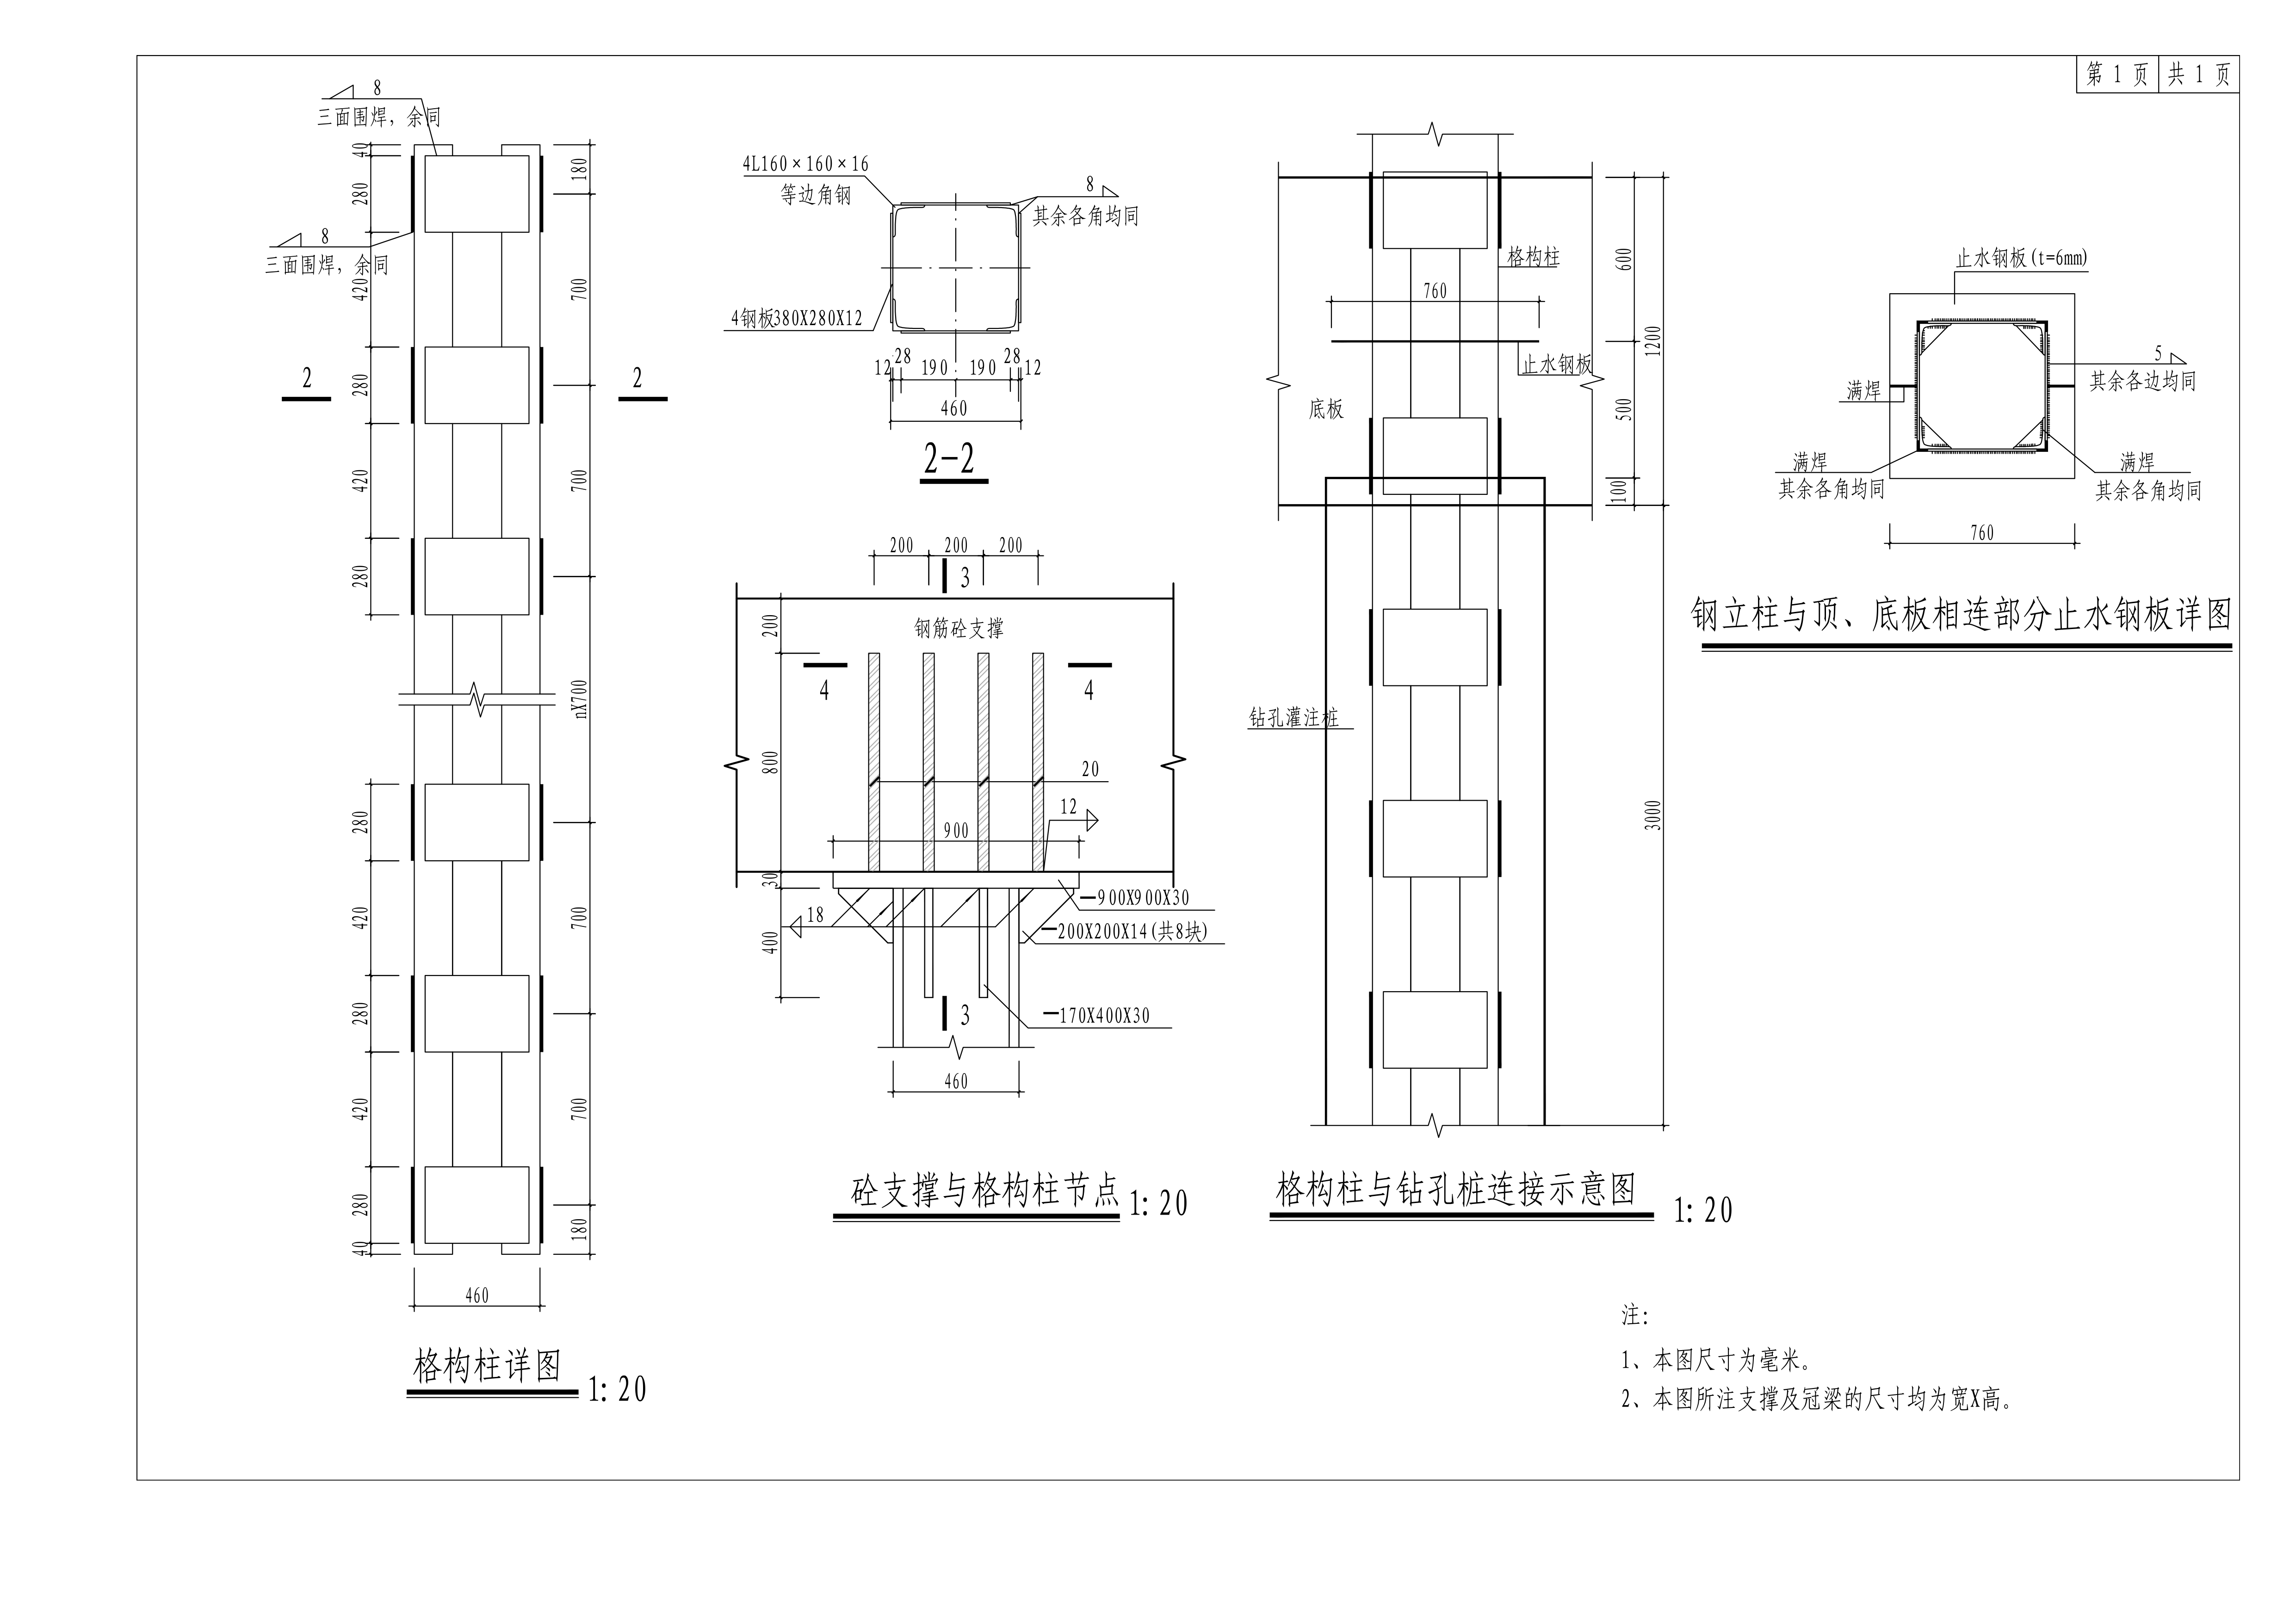 第 1 页
共 1 页
8
三面围焊，余同
8
三面围焊，余同
40
280
420
280
420
280
280
420
280
420
280
40
180
700
700
nX700
700
700
180
2
2
460
格构柱详图
1:20
4L160×160×16
等边角钢
8
其余各角均同
4钢板380X280X12
12
28
190
190
28
12
460
2-2
200
200
200
3
钢筋砼支撑
200
4
4
800
20
12
900
30
-900X900X30
18
-200X200X14(共8块)
400
3
-170X400X30
460
砼支撑与格构柱节点
1:20
格构柱
760
止水钢板
底板
600
500
100
1200
3000
钻孔灌注桩
格构柱与钻孔桩连接示意图
1:20
止水钢板(t=6mm)
5
其余各边均同
满焊
满焊
其余各角均同
满焊
其余各角均同
760
钢立柱与顶、底板相连部分止水钢板详图
注:
1、本图尺寸为毫米。
2、本图所注支撑及冠梁的尺寸均为宽X高。